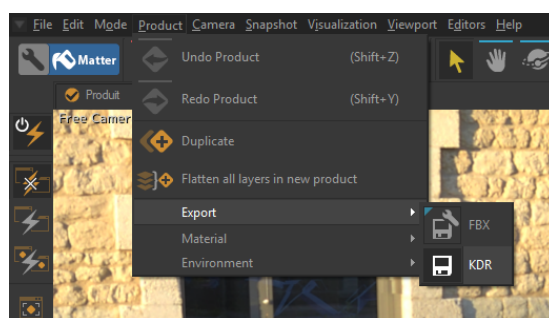 File Edit Mode Product Camera Snapshot Visualization Viewport Editors Help
Matter
Undo Product (Shift+Z)
Produit
Redo Product (Shift+Y)
Free Camer
Duplicate
Flatten all layers in new product
Export
FBX
Material
Environment
KDR